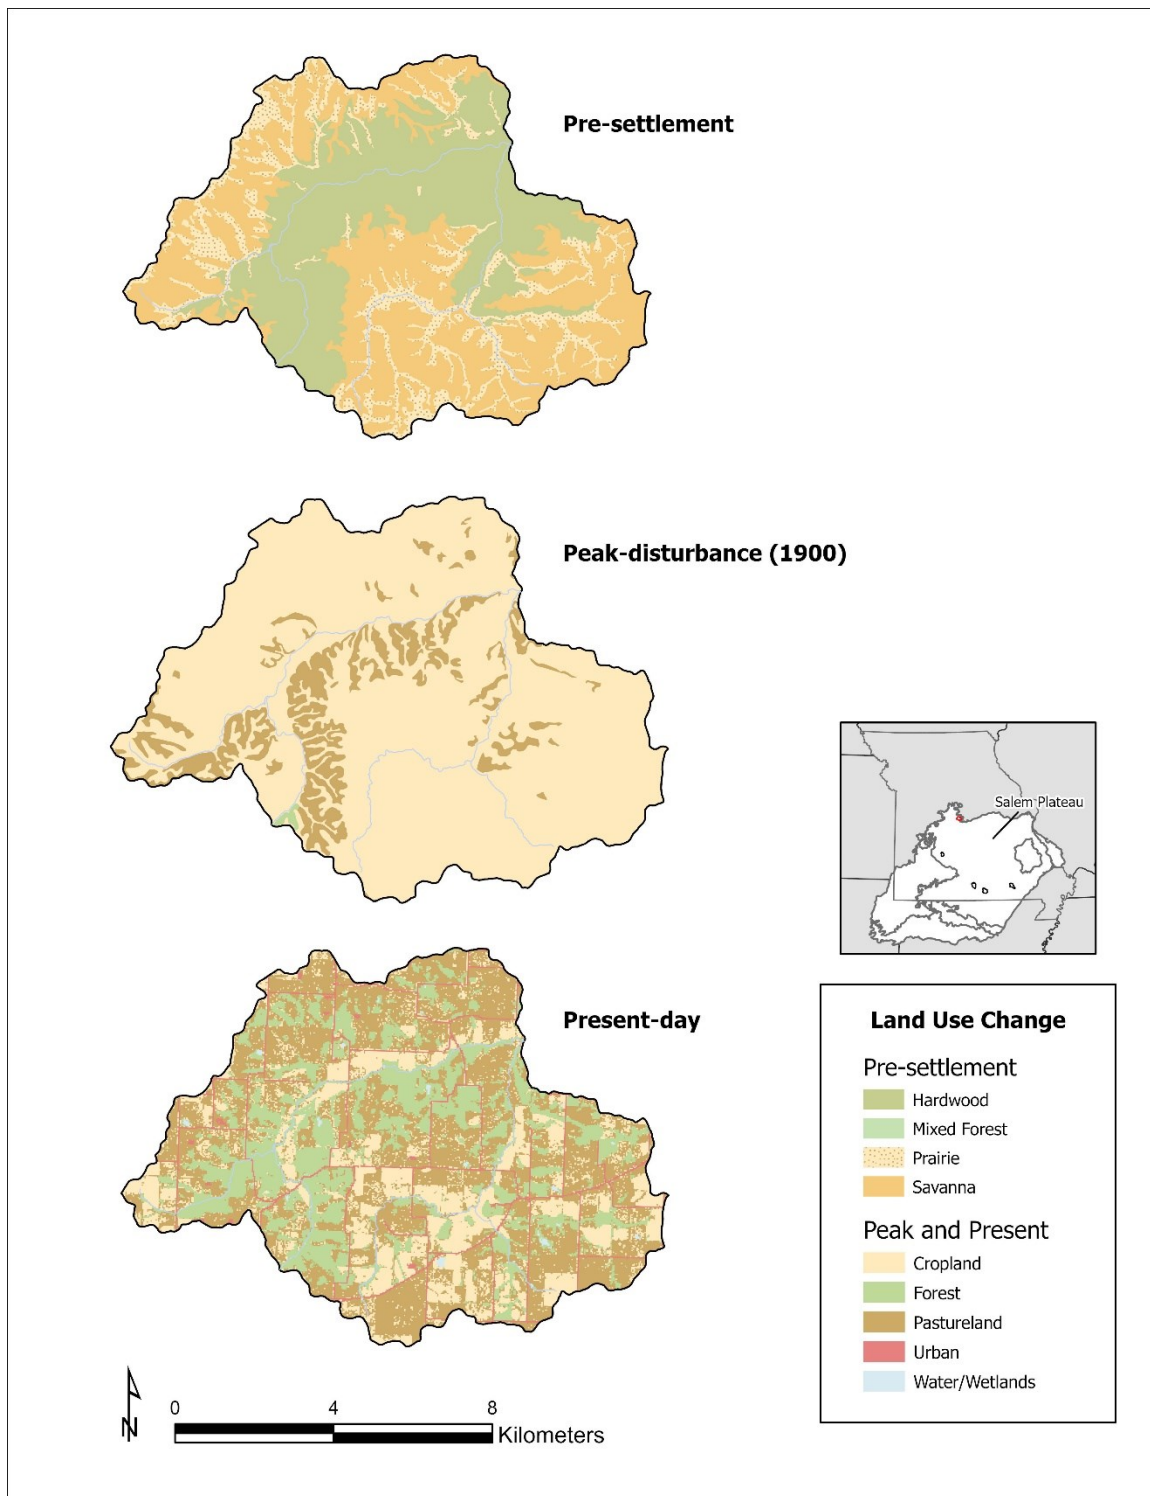 Pre-settlement
Peak-disturbance (1900)
Salem Plateau
Present-day
Land Use Change
Pre-settlement
Hardwood
Mixed Forest
Prairie
Savanna
Peak and Present
Cropland
Forest
Pastureland
Urban
Water/Wetlands
N
0 4 8
Kilometers